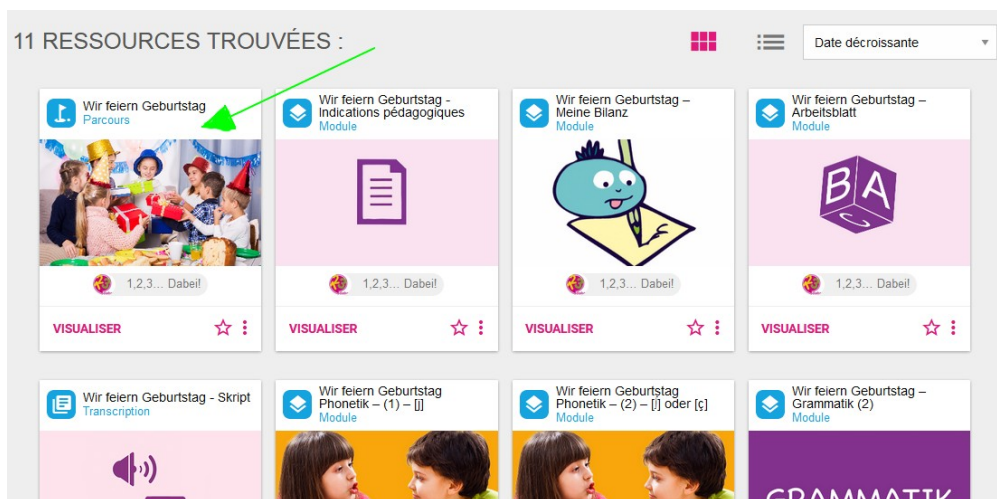 11 RESSOURCES TROUVÉES :
Date décroissante
Wir feiern Geburtstag
Parcours
Wir feiern Geburtstag -
Indications pédagogiques
Module
Wir feiern Geburtstag –
Meine Bilanz
Module
Wir feiern Geburtstag –
Arbeitsblatt
Module
B A
C
1,2,3... Dabei!
1,2,3... Dabei!
1,2,3... Dabei!
1,2,3... Dabei!
VISUALISER
VISUALISER
VISUALISER
VISUALISER
Wir feiern Geburtstag - Skript
Transcription
Wir feiern Geburtstag
Phonetik – (1) – [j]
Module
Wir feiern Geburtstag
Phonetik – (2) – [ʃ] oder [ç]
Module
Wir feiern Geburtstag –
Grammatik (2)
Module
GRAMMATIK